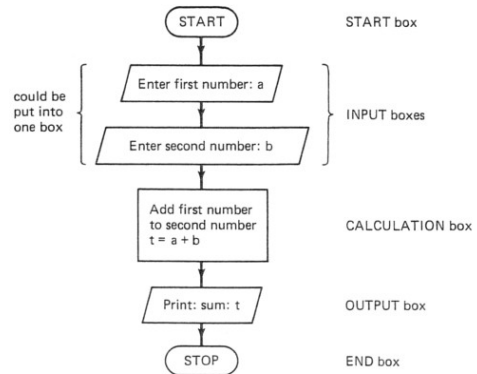 START
START box
could be
put into
one box
Enter first number: a
Enter second number: b
INPUT boxes
Add first number
to second number
t = a + b
CALCULATION box
Print: sum: t
OUTPUT box
STOP
END box